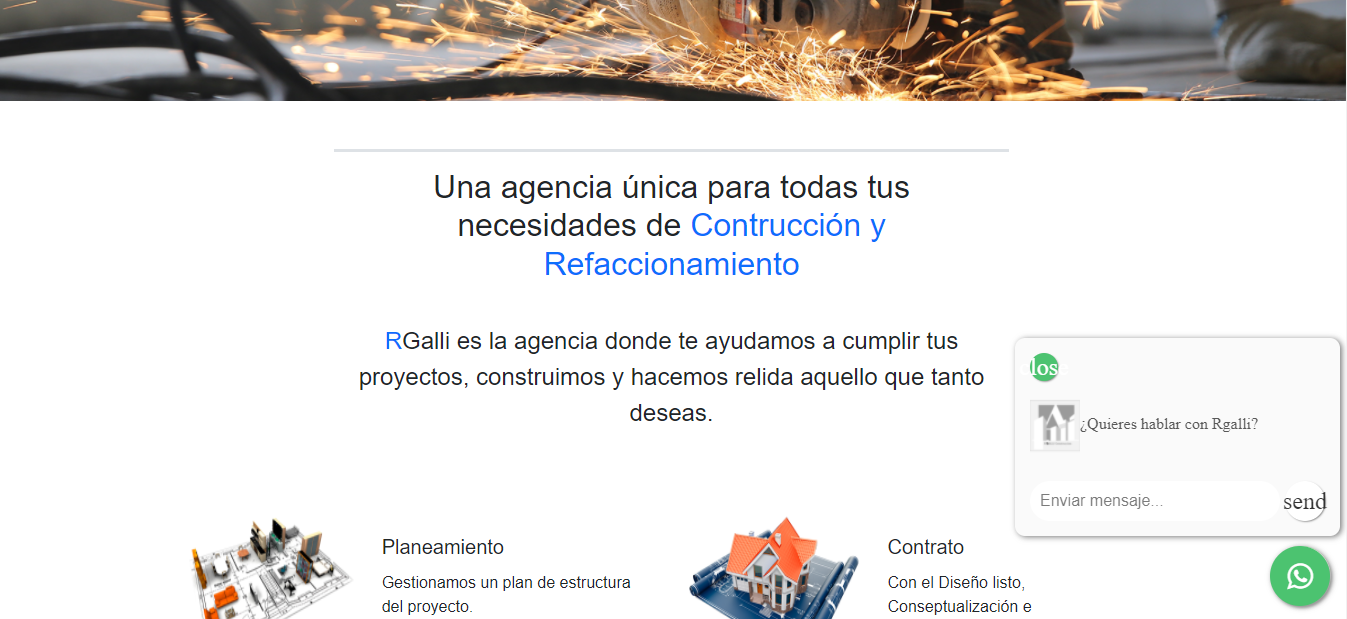 Una agencia única para todas tus
necesidades de Contrucción y
Refaccionamiento
RGalli es la agencia donde te ayudamos a cumplir tus
proyectos, construimos y hacemos relida aquello que tanto
deseas.
los
¿Quieres hablar con Rgalli?
Enviar mensaje...
send
Planeamiento
Gestionamos un plan de estructura
del proyecto.
Contrato
Con el Diseño listo,
Conseptualización e